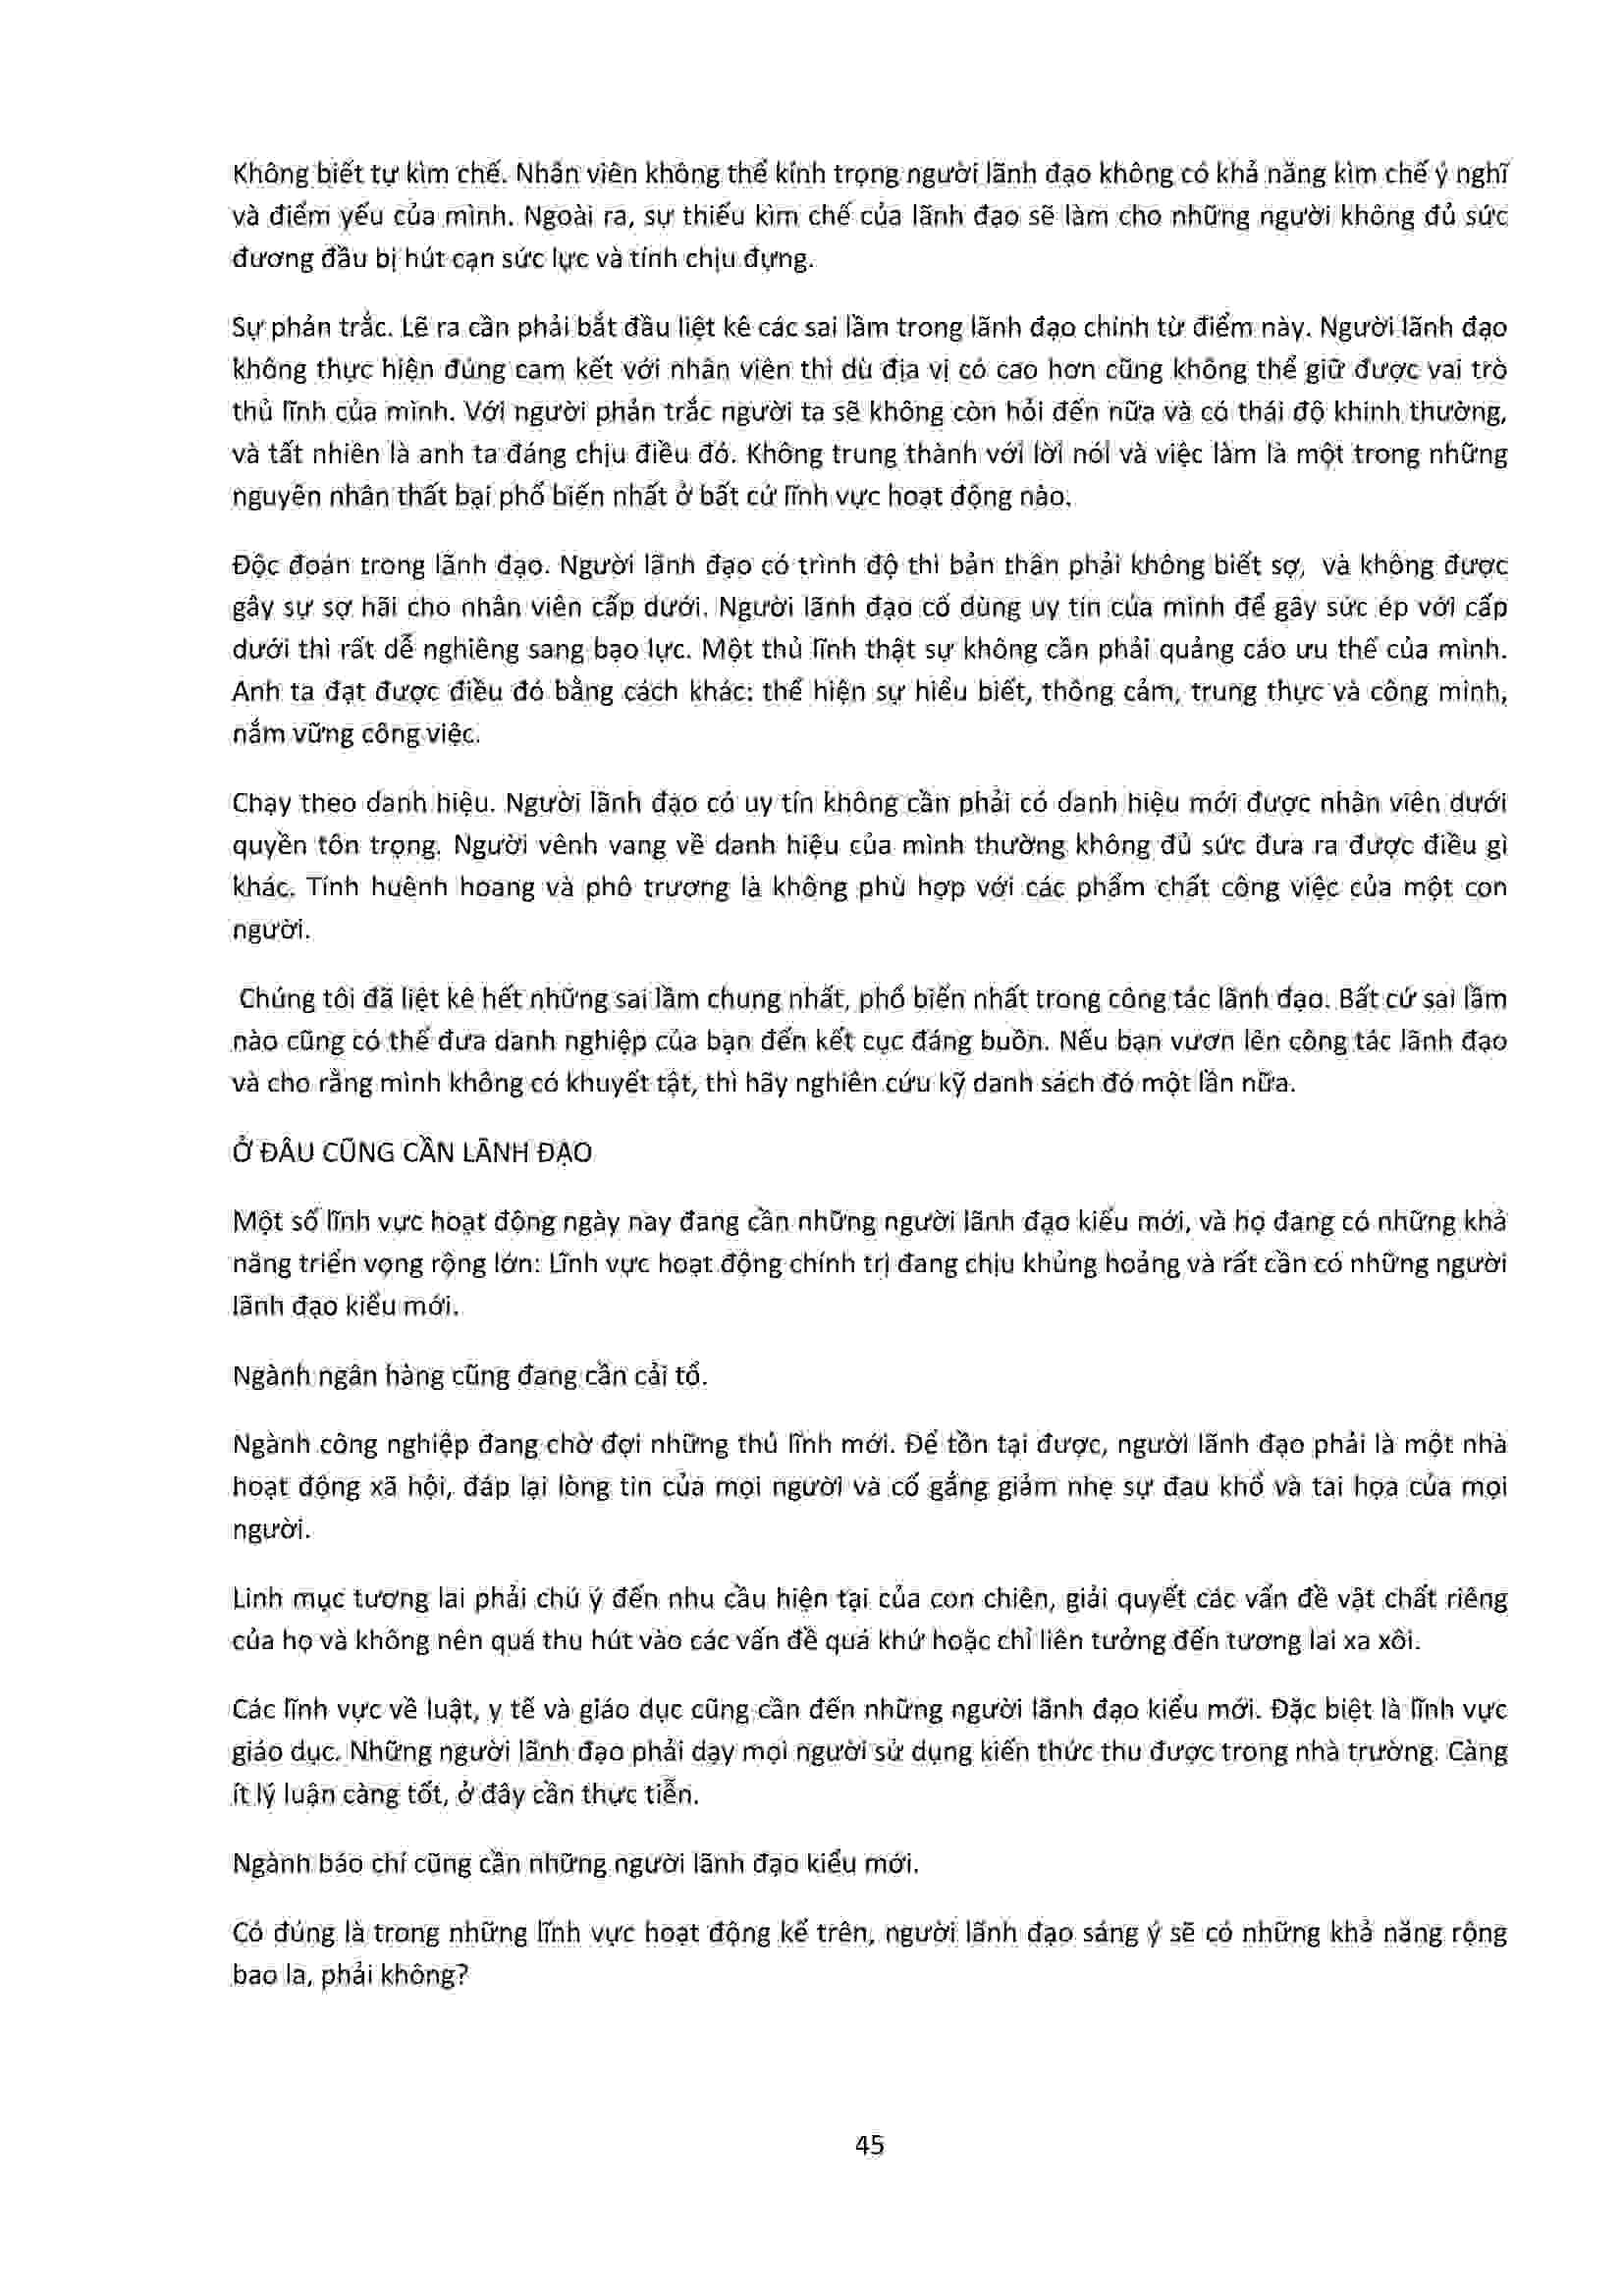 Không biết tự kìm chế. Nhân viên không thể kính trọng người lãnh đạo không có khả năng kìm chế ý nghĩ
và điểm yếu của mình. Ngoài ra, sự thiếu kìm chế của lãnh đạo sẽ làm cho những người không đủ sức
đương đầu bị hút cạn sức lực và tính chịu đựng.
Sự phản trắc. Lẽ ra cần phải bắt đầu liệt kê các sai lầm trong lãnh đạo chính từ điểm này. Người lãnh đạo
không thực hiện đúng cam kết với nhân viên thì dù địa vị có cao hơn cũng không thể giữ được vai trò
thủ lĩnh của mình. Với người phản trắc người ta sẽ không còn hỏi đến nữa và có thái độ khinh thường,
và tất nhiên là anh ta đáng chịu điều đó. Không trung thành với lời nói và việc làm là một trong những
nguyên nhân thất bại phổ biến nhất ở bất cứ lĩnh vực hoạt động nào.
Độc đoán trong lãnh đạo. Người lãnh đạo có trình độ thì bản thân phải không biết sợ, và không được
gây sự sợ hãi cho nhân viên cấp dưới. Người lãnh đạo cố dùng uy tín của mình để gây sức ép với cấp
dưới thì rất dễ nghiêng sang bạo lực. Một thủ lĩnh thật sự không cần phải quảng cáo ưu thế của mình.
Anh ta đạt được điều đó bằng cách khác: thể hiện sự hiểu biết, thông cảm, trung thực và công minh,
nắm vững công việc.
Chạy theo danh hiệu. Người lãnh đạo có uy tín không cần phải có danh hiệu mới được nhân viên dưới
quyền tôn trọng. Người vênh vang về danh hiệu của mình thường không đủ sức đưa ra được điều gì
khác. Tính huênh hoang và phô trương là không phù hợp với các phẩm chất công việc của một con
người.
Chúng tôi đã liệt kê hết những sai lầm chung nhất, phổ biến nhất trong công tác lãnh đạo. Bất cứ sai lầm
nào cũng có thể đưa danh nghiệp của bạn đến kết cục đáng buồn. Nếu bạn vươn lên công tác lãnh đạo
và cho rằng mình không có khuyết tật, thì hãy nghiên cứu kỹ danh sách đó một lần nữa.
Ở ĐÂU CŨNG CẦN LÃNH ĐẠO
Một số lĩnh vực hoạt động ngày nay đang cần những người lãnh đạo kiểu mới, và họ đang có những khả
năng triển vọng rộng lớn: Lĩnh vực hoạt động chính trị đang chịu khủng hoảng và rất cần có những người
lãnh đạo kiểu mới.
Ngành ngân hàng cũng đang cần cải tổ.
Ngành công nghiệp đang chờ đợi những thủ lĩnh mới. Để tồn tại được, người lãnh đạo phải là một nhà
hoạt động xã hội, đáp lại lòng tin của mọi người và cố gắng giảm nhẹ sự đau khổ và tai họa của mọi
người.
Linh mục tương lai phải chú ý đến nhu cầu hiện tại của con chiên, giải quyết các vấn đề vật chất riêng
của họ và không nên quá thu hút vào các vấn đề quá khứ hoặc chỉ liên tưởng đến tương lai xa xôi.
Các lĩnh vực về luật, y tế và giáo dục cũng cần đến những người lãnh đạo kiểu mới. Đặc biệt là lĩnh vực
giáo dục. Những người lãnh đạo phải dạy mọi người sử dụng kiến thức thu được trong nhà trường. Càng
ít lý luận càng tốt, ở đây cần thực tiễn.
Ngành báo chí cũng cần những người lãnh đạo kiểu mới.
Có đúng là trong những lĩnh vực hoạt động kể trên, người lãnh đạo sáng ý sẽ có những khả năng rộng
bao la, phải không?
45